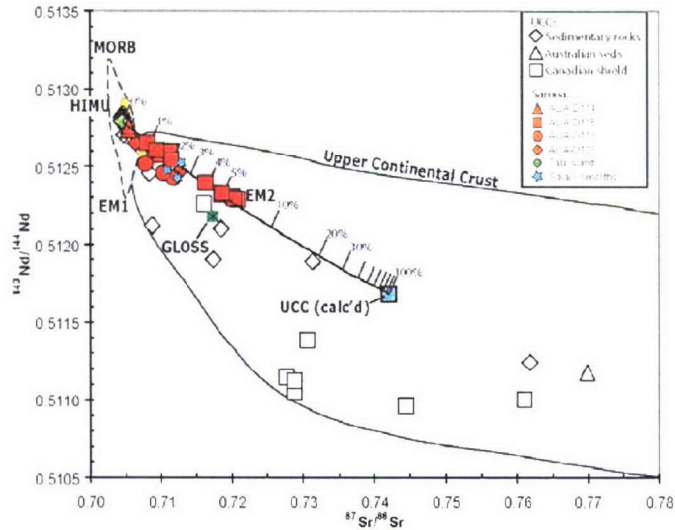 0.5135
0.5130
0.5125
0.5120
0.5115
0.5110
0.5105
¹⁴³Nd/¹⁴⁴Nd
0.70
0.71
0.72
0.73
0.74
0.75
0.76
0.77
0.78
⁸⁷Sr/⁸⁶Sr
MORB
HIMU
EM1
GLOSS
EM2
UCC (calc'd)
Upper Continental Crust
0%
1%
2%
3%
4%
5%
10%
20%
30%
100%
UCC:
Sedimentary rocks
Australian seds
Canadian shield
Samoa